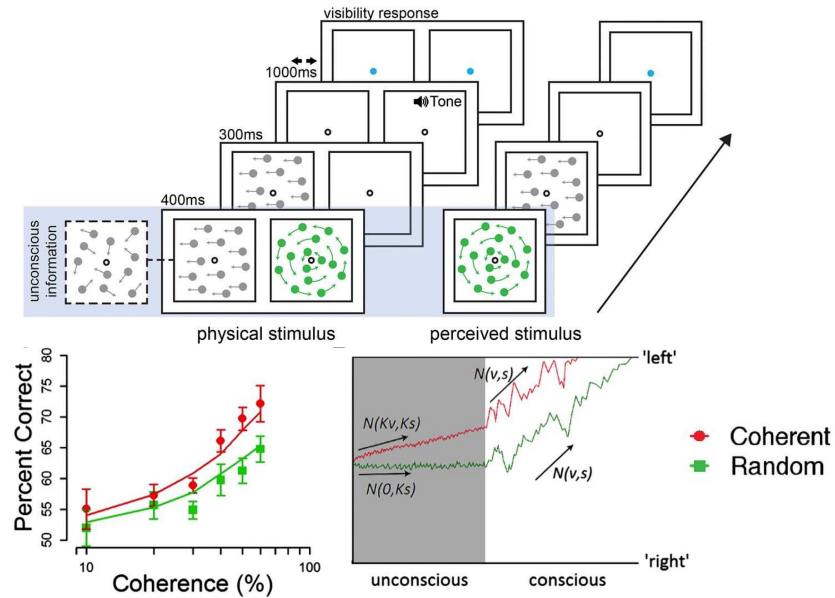 visibility response
1000ms
Tone
300ms
400ms
unconscious
information
physical stimulus
perceived stimulus
Percent Correct
80
75
70
65
60
55
50
10
100
Coherence (%)
'left'
N(v,s)
N(Kv,Ks)
N(v,s)
N(0,Ks)
'right'
unconscious
conscious
Coherent
Random